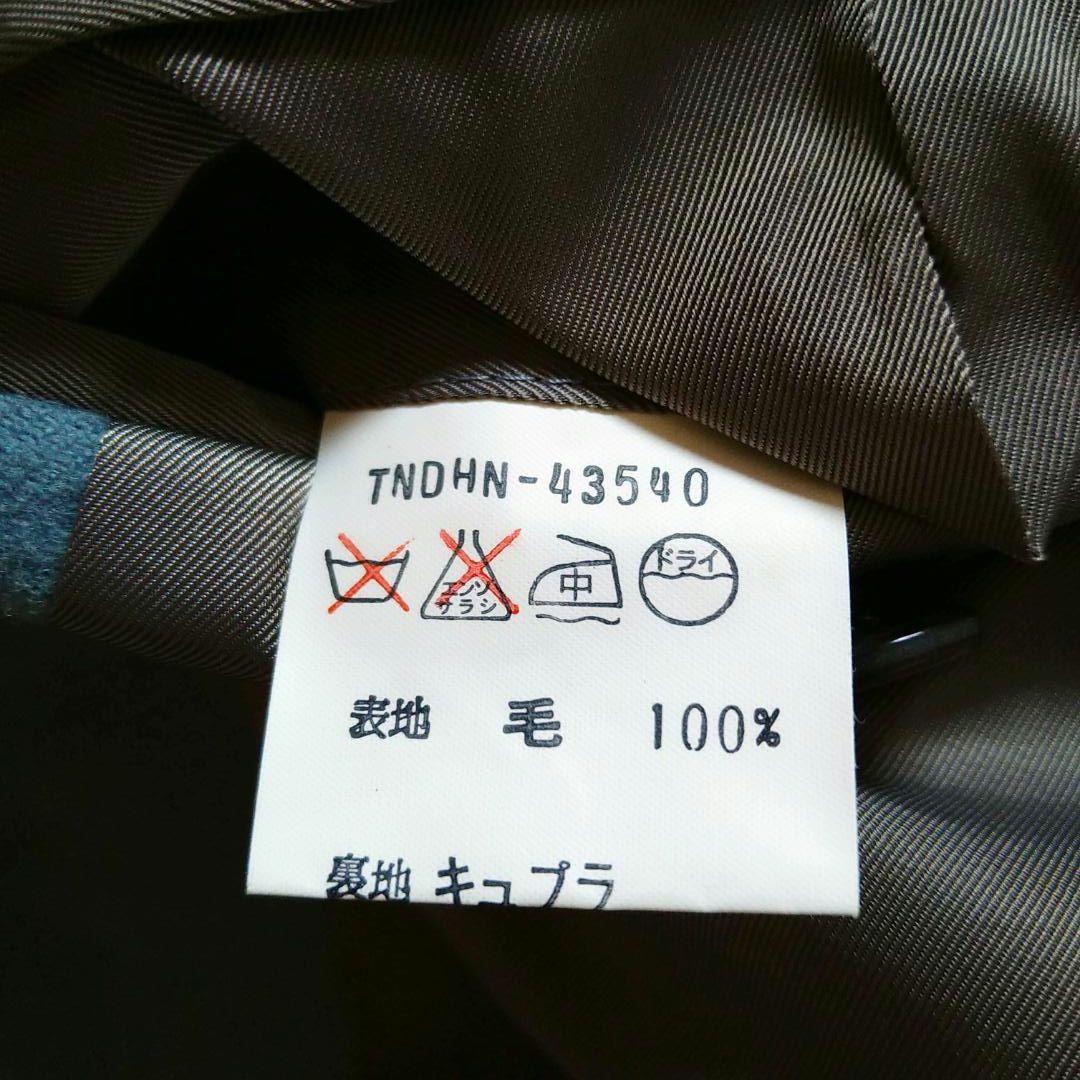 TNDHN-43540
エンソ サラシ 中 ドライ
表地 毛 100%
裏地 キュプラ